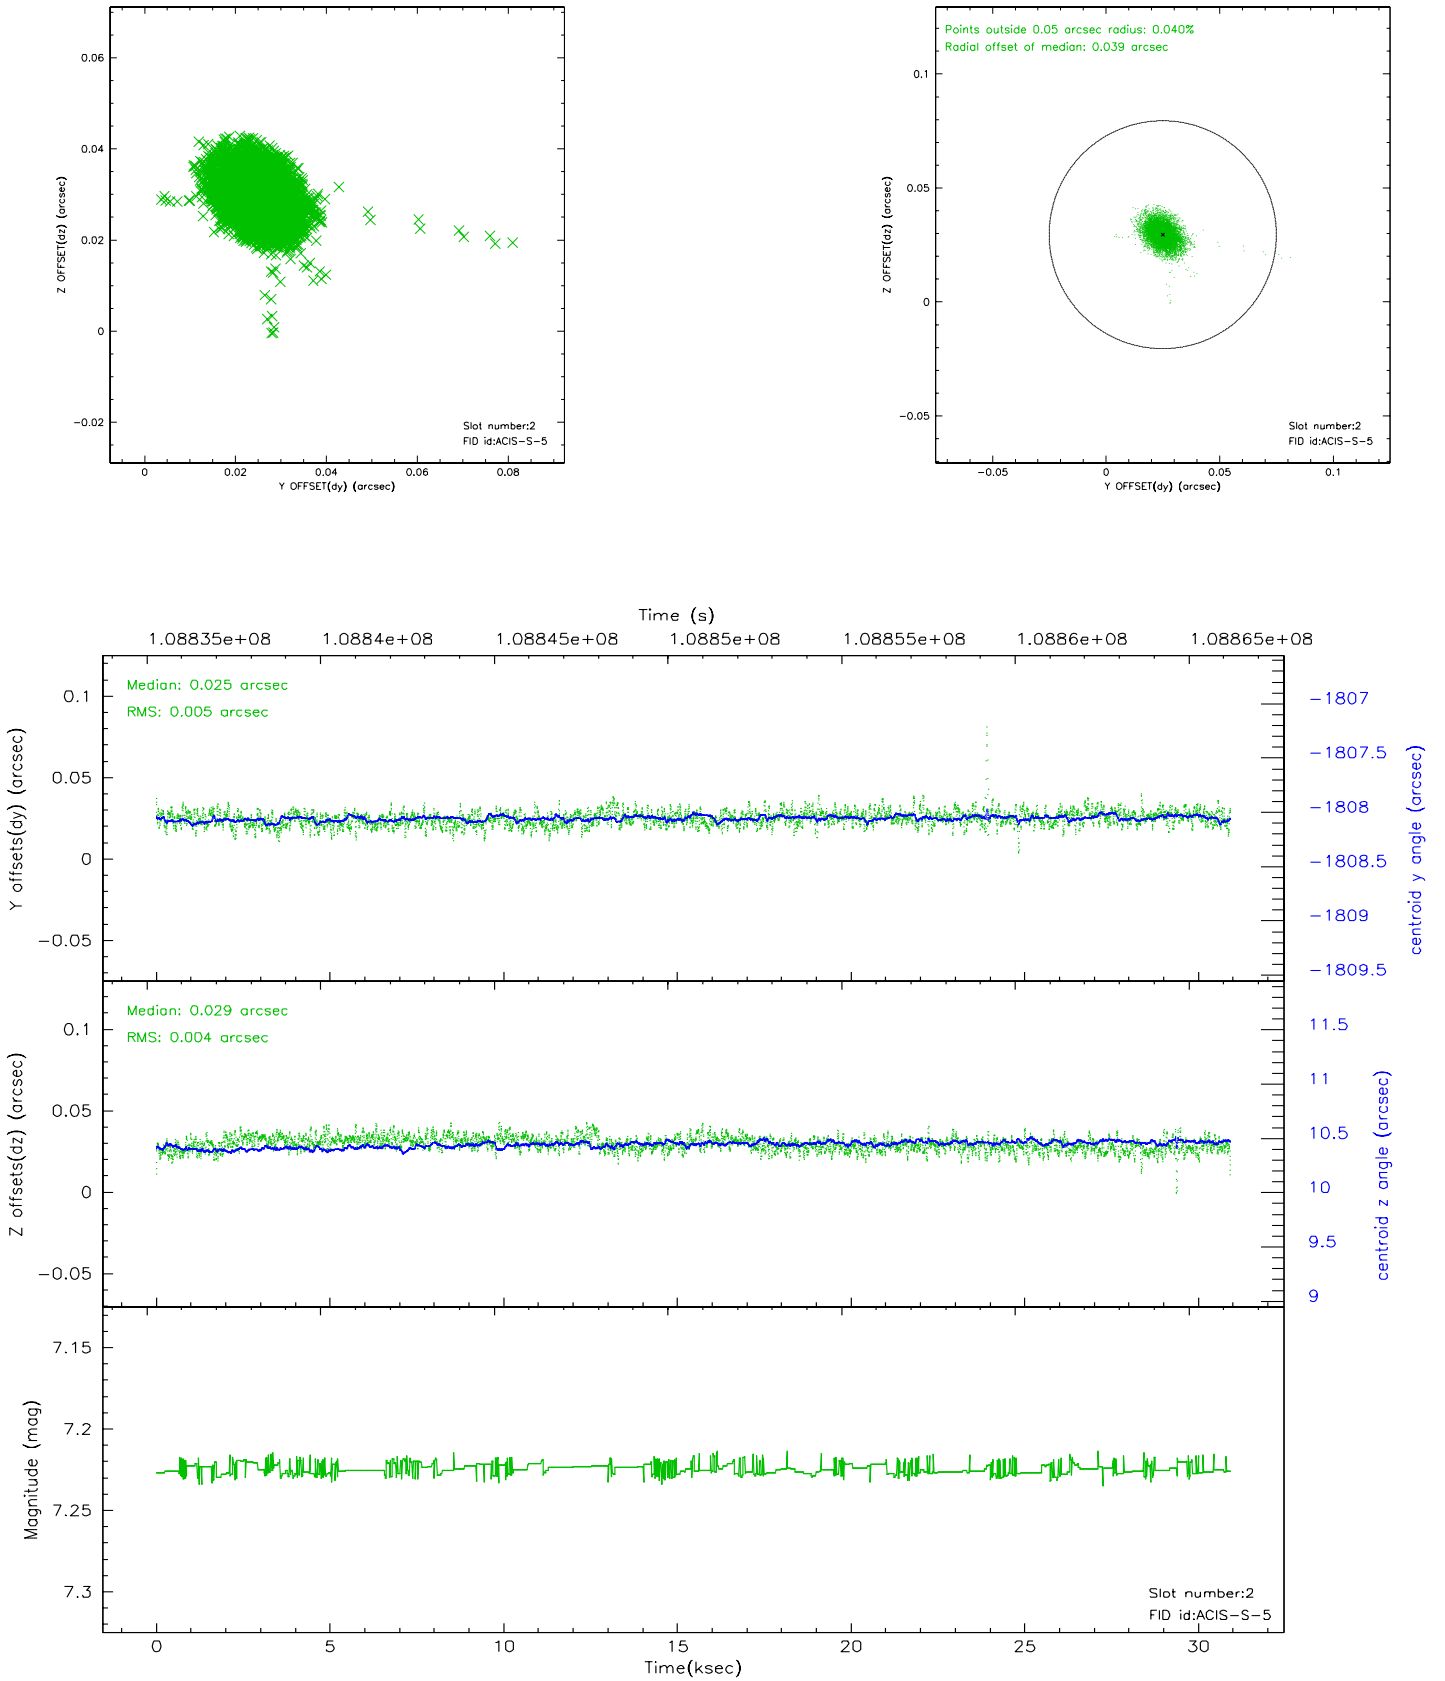 0.06
0.04
0.02
0
−0.02
Z OFFSET(dz) (arcsec)
0 0.02 0.04 0.06 0.08
Y OFFSET(dy) (arcsec)
Slot number:2
FID id:ACIS−S−5
Points outside 0.05 arcsec radius: 0.040%
Radial offset of median: 0.039 arcsec
0.1
0.05
0
−0.05
Z OFFSET(dz) (arcsec)
−0.05 0 0.05 0.1
Y OFFSET(dy) (arcsec)
Slot number:2
FID id:ACIS−S−5
Time (s)
1.08835e+08 1.0884e+08 1.08845e+08 1.0885e+08 1.08855e+08 1.0886e+08 1.08865e+08
Median: 0.025 arcsec
RMS: 0.005 arcsec
0.1
0.05
0
−0.05
Y offsets(dy) (arcsec)
−1807
−1807.5
−1808
−1808.5
−1809
−1809.5
centroid y angle (arcsec)
Median: 0.029 arcsec
RMS: 0.004 arcsec
0.1
0.05
0
−0.05
Z offsets(dz) (arcsec)
11.5
11
10.5
10
9.5
9
centroid z angle (arcsec)
7.15
7.2
7.25
7.3
Magnitude (mag)
Slot number:2
FID id:ACIS−S−5
0 5 10 15 20 25 30
Time(ksec)